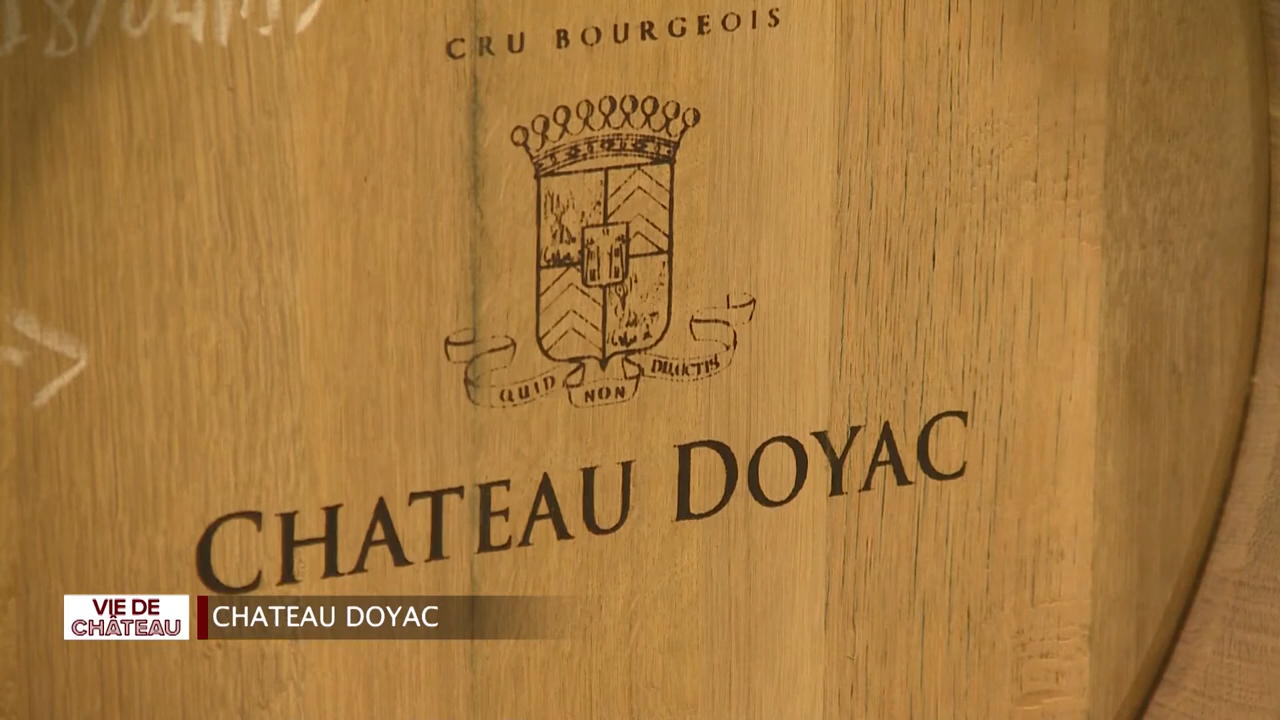 CRU BOURGEOIS
QUID NON
CHATEAU DOYAC
VIE DE
CHÂTEAU
CHATEAU DOYAC